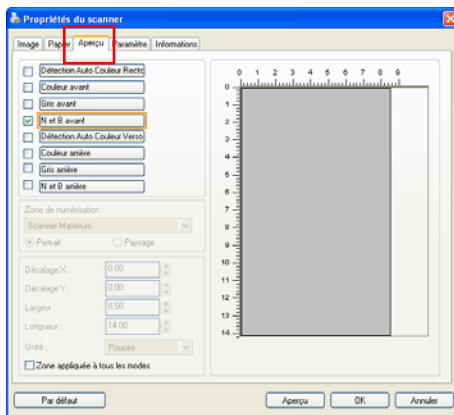 Propriétés du scanner
Image Papier Aperçu Paramètre Informations
Détection Auto Couleur Recto
Couleur avant
Gris avant
N et B avant
Détection Auto Couleur Verso
Couleur arrière
Gris arrière
N et B arrière
Zone de numérisation :
Scanner Maximum
Portrait Paysage
Décalage X : 0.00
Décalage Y : 0.00
Largeur : 8.50
Longueur : 14.00
Unité : Pouces
Zone appliquée à tous les modes
0 1 2 3 4 5 6 7 8 9
0
1
2
3
4
5
6
7
8
9
10
11
12
13
14
Par défaut Aperçu OK Annuler